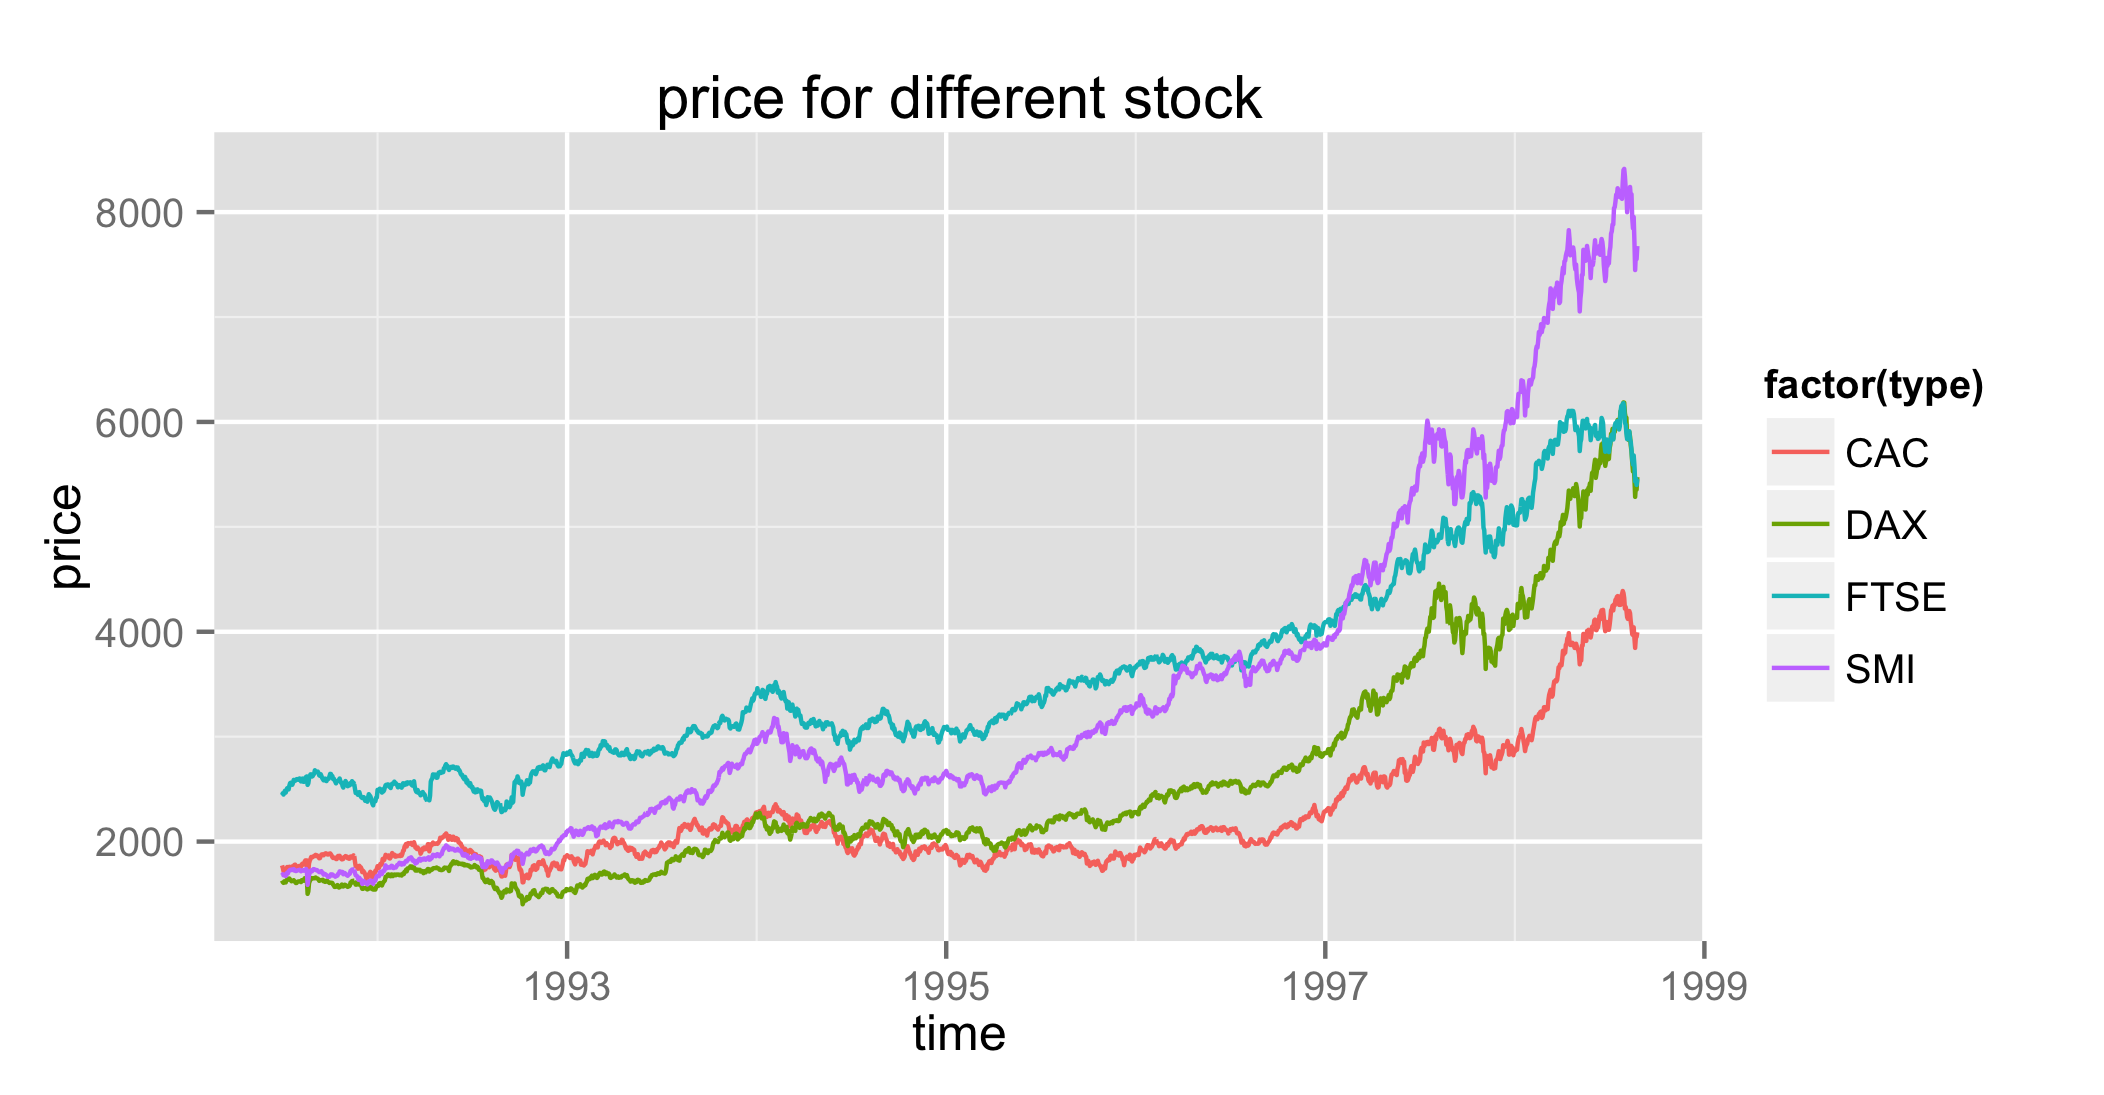 price for different stock
8000
6000
4000
2000
price
1993 1995 1997 1999
time
factor(type)
CAC
DAX
FTSE
SMI